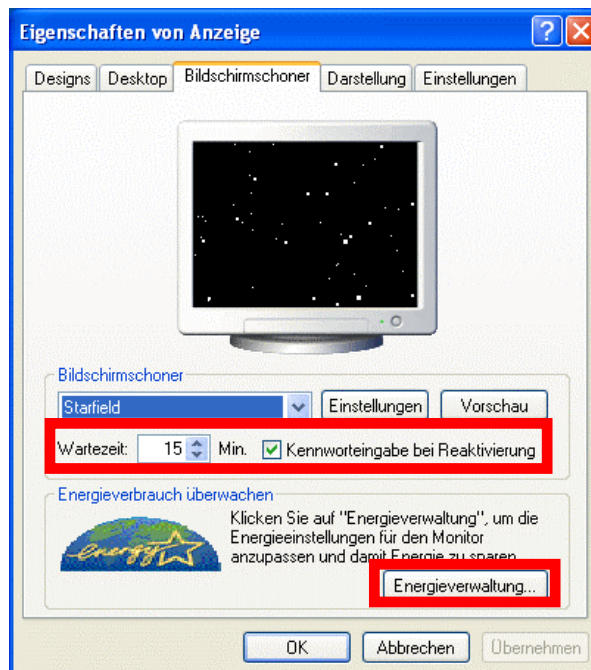 Eigenschaften von Anzeige
Designs Desktop Bildschirmschoner Darstellung Einstellungen
Bildschirmschoner
Starfield Einstellungen Vorschau
Wartezeit: 15 Min. Kennworteingabe bei Reaktivierung
Energieverbrauch überwachen
Klicken Sie auf "Energieverwaltung", um die
Energieeinstellungen für den Monitor
anzupassen und damit Energie zu sparen
energy
Energieverwaltung...
OK Abbrechen Übernehmen